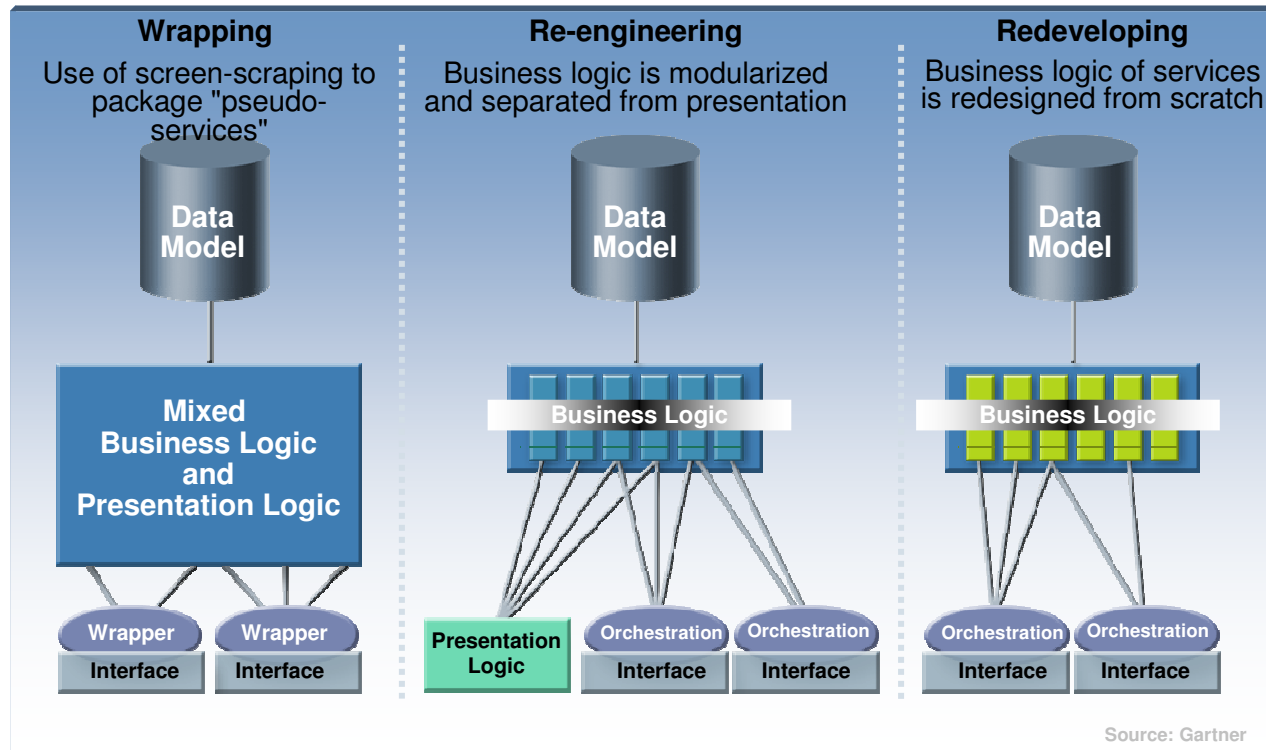 Wrapping
Use of screen-scraping to
package "pseudo-
services"
Data
Model
Mixed
Business Logic
and
Presentation Logic
Wrapper
Interface
Wrapper
Interface
Re-engineering
Business logic is modularized
and separated from presentation
Data
Model
Business Logic
Presentation
Logic
Orchestration
Interface
Orchestration
Interface
Redeveloping
Business logic of services
is redesigned from scratch
Data
Model
Business Logic
Orchestration
Interface
Orchestration
Interface
Source: Gartner